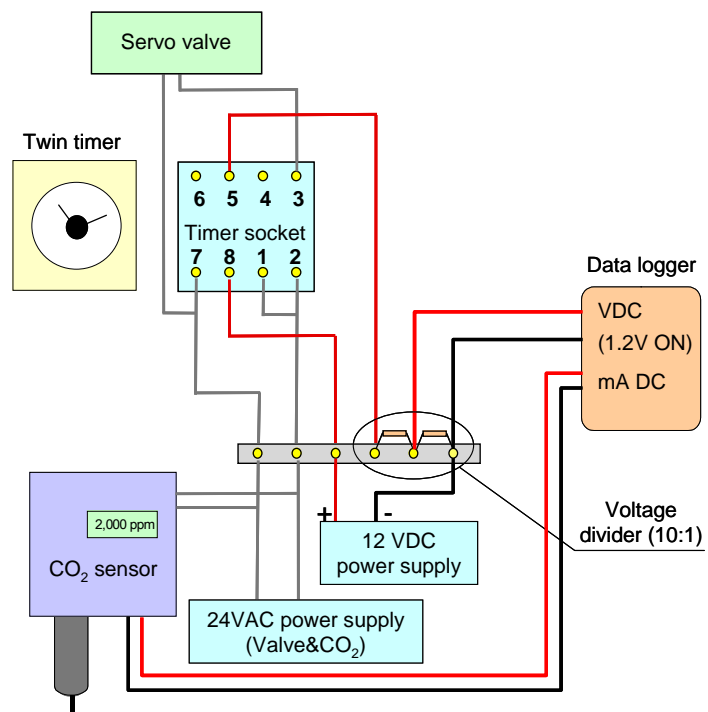 Servo valve
Twin timer
6 5 4 3
Timer socket
7 8 1 2
Data logger
VDC
(1.2V ON)
mA DC
2,000 ppm
CO₂ sensor
+ -
12 VDC
power supply
Voltage
divider (10:1)
24VAC power supply
(Valve&CO₂)